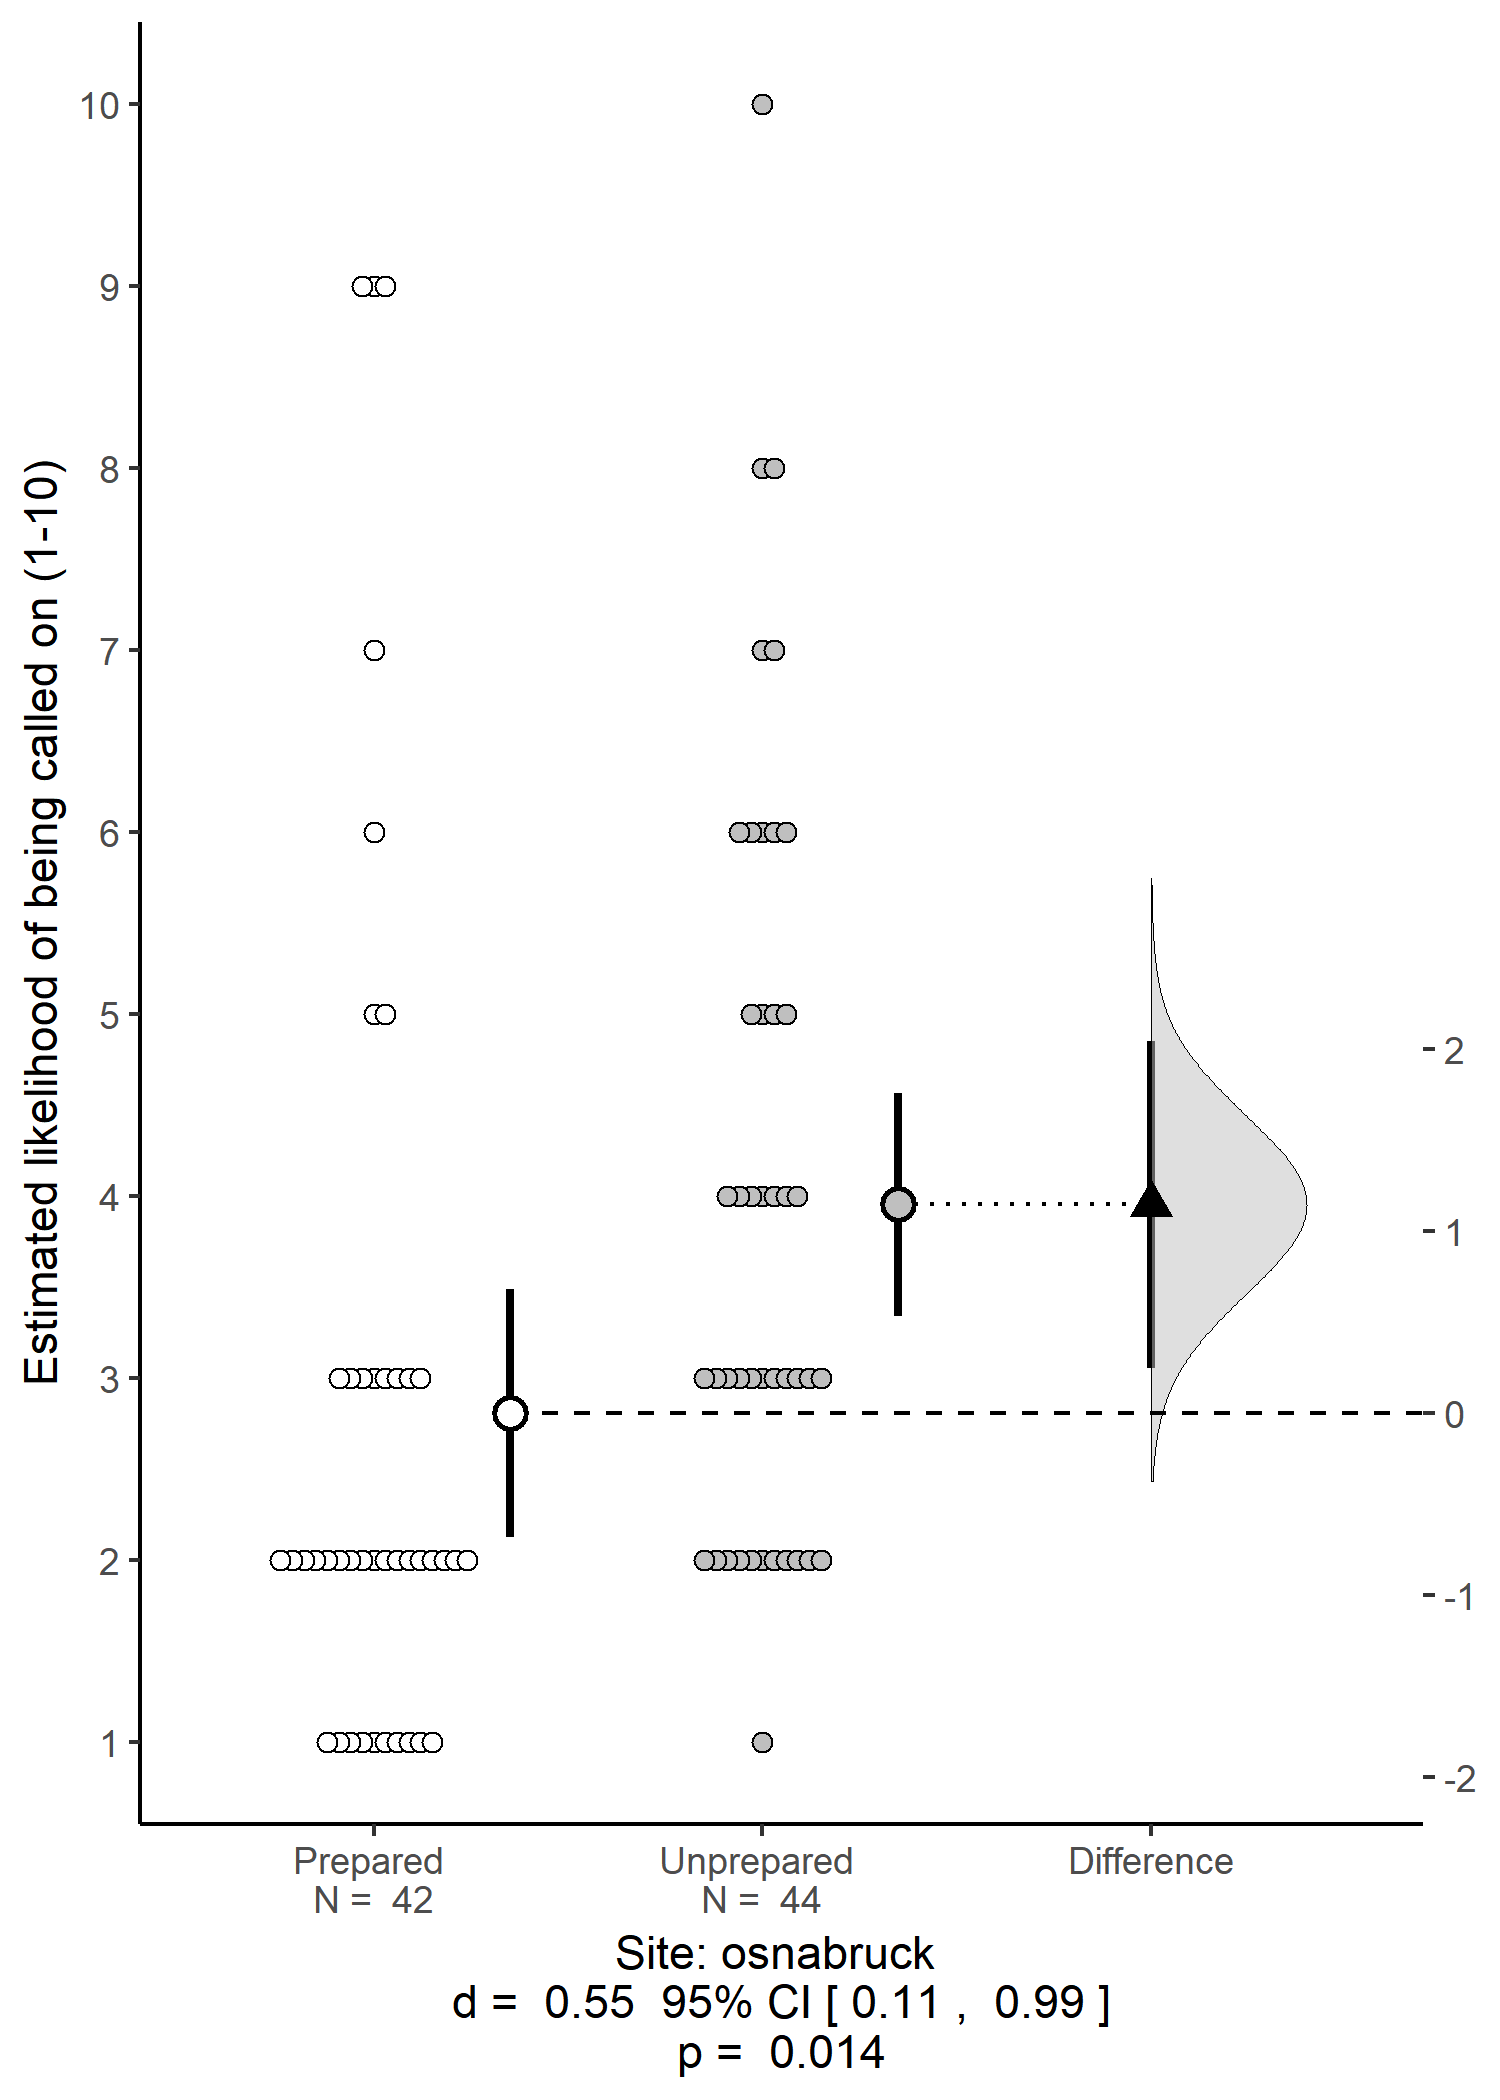 Estimated likelihood of being called on (1-10)
10
9
8
7
6
5
4
3
2
1
2
1
0
-1
-2
Prepared
N =  42
Unprepared
N =  44
Difference
Site: osnabruck
d =  0.55  95% CI [ 0.11 ,  0.99 ]
p =  0.014